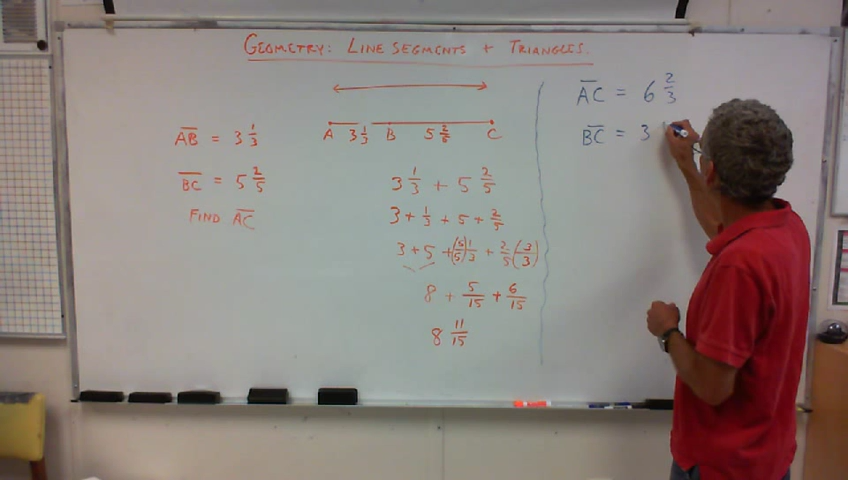 GEOMETRY: LINE SEGMENTS + TRIANGLES.
AB = 3 1/3
BC = 5 2/5
FIND AC
A 3 1/3 B 5 2/5 C
3 1/3 + 5 2/5
3 + 1/3 + 5 + 2/5
3 + 5 + (5/5) 1/3 + 2/5 (3/3)
8 + 5/15 + 6/15
8 11/15
AC = 6 2/3
BC = 3